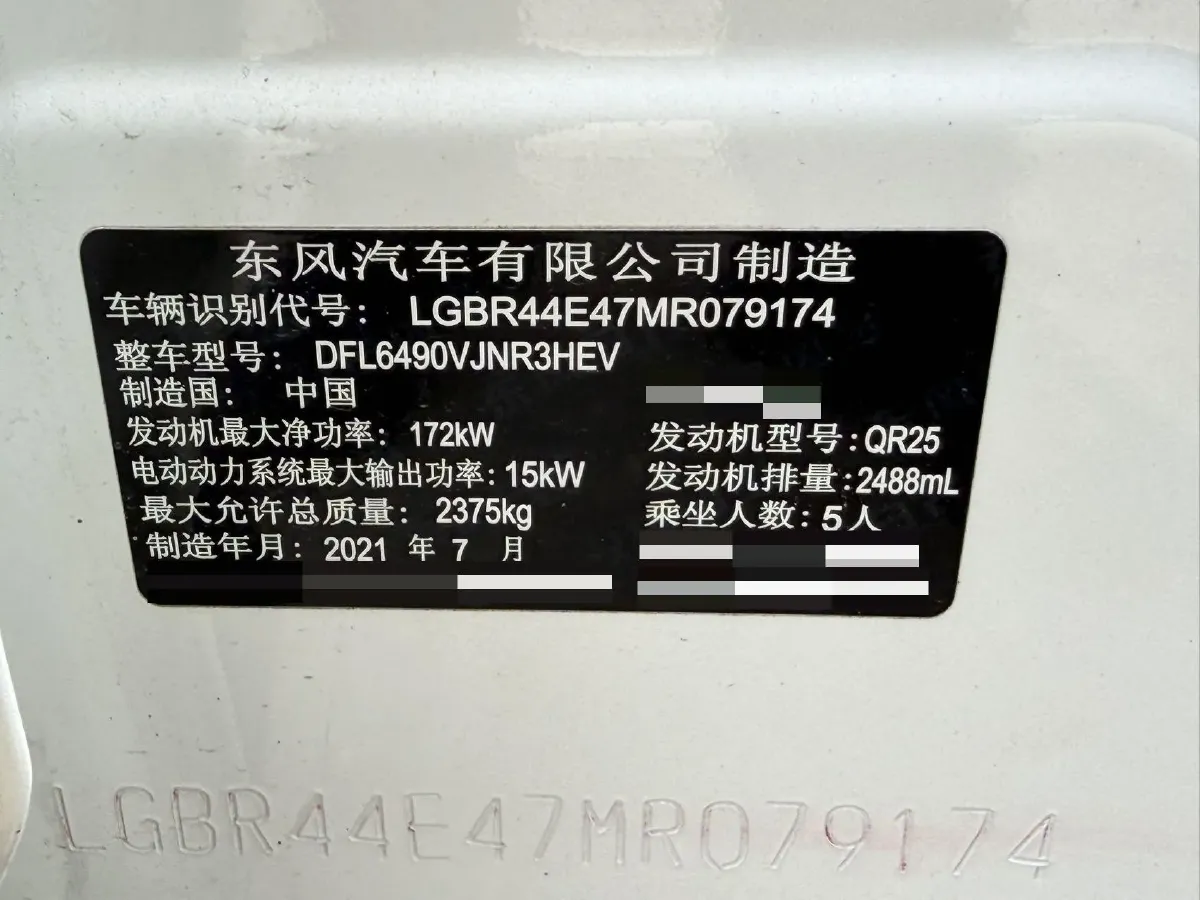 东风汽车有限公司制造
车辆识别代号： LGBR44E47MR079174
整车型号： DFL6490VJNR3HEV
制造国： 中国
发动机最大净功率：172kW 发动机型号：QR25
电动动力系统最大输出功率：15kW 发动机排量：2488mL
最大允许总质量： 2375kg 乘坐人数：5人
制造年月： 2021 年 7 月
LGBR44E47MR079174